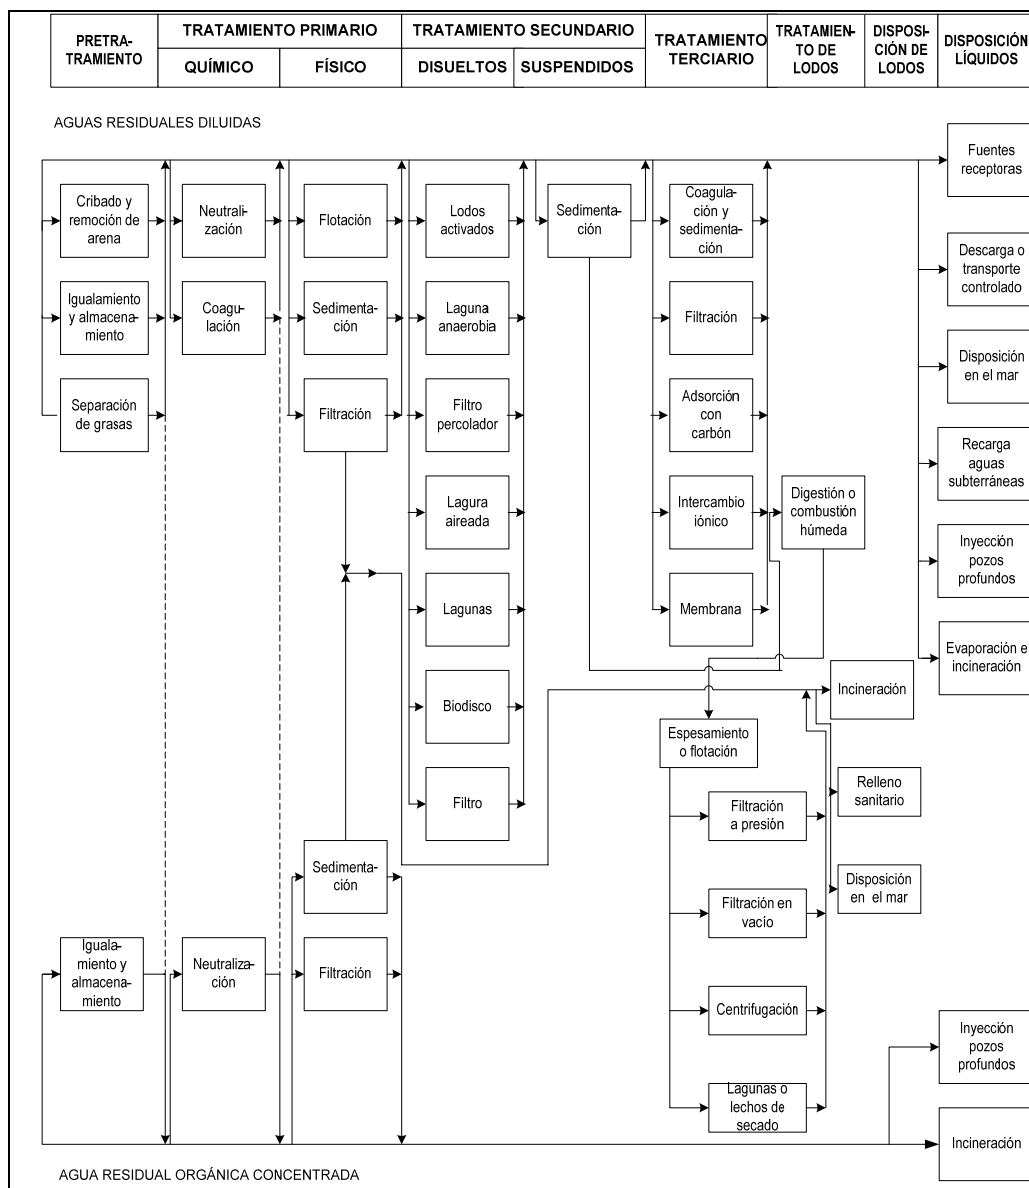 PRETRA-
TRAMIENTO
TRATAMIENTO PRIMARIO
QUÍMICO
FÍSICO
TRATAMIENTO SECUNDARIO
DISUELTOS
SUSPENDIDOS
TRATAMIENTO
TERCIARIO
TRATAMIEN-
TO DE
LODOS
DISPOSI-
CIÓN DE
LODOS
DISPOSICIÓN
LÍQUIDOS
AGUAS RESIDUALES DILUIDAS
Cribado y
remoción de
arena
Igualamiento
y almacena-
miento
Separación
de grasas
Neutrali-
zación
Coagu-
lación
Flotación
Sedimenta-
ción
Filtración
Lodos
activados
Laguna
anaerobia
Filtro
percolador
Lagura
aireada
Lagunas
Biodisco
Filtro
Sedimenta-
ción
Coagula-
ción y
sedimenta-
ción
Filtración
Adsorción
con
carbón
Intercambio
iónico
Membrana
Digestión o
combustión
húmeda
Fuentes
receptoras
Descarga o
transporte
controlado
Disposición
en el mar
Recarga
aguas
subterráneas
Inyección
pozos
profundos
Evaporación e
incineración
Incineración
Espesamiento
o flotación
Relleno
sanitario
Filtración
a presión
Disposición
en el mar
Filtración en
vacío
Centrifugación
Lagunas o
lechos de
secado
Sedimenta-
ción
Iguala-
miento y
almacena-
miento
Neutraliza-
ción
Filtración
Inyección
pozos
profundos
Incineración
AGUA RESIDUAL ORGÁNICA CONCENTRADA